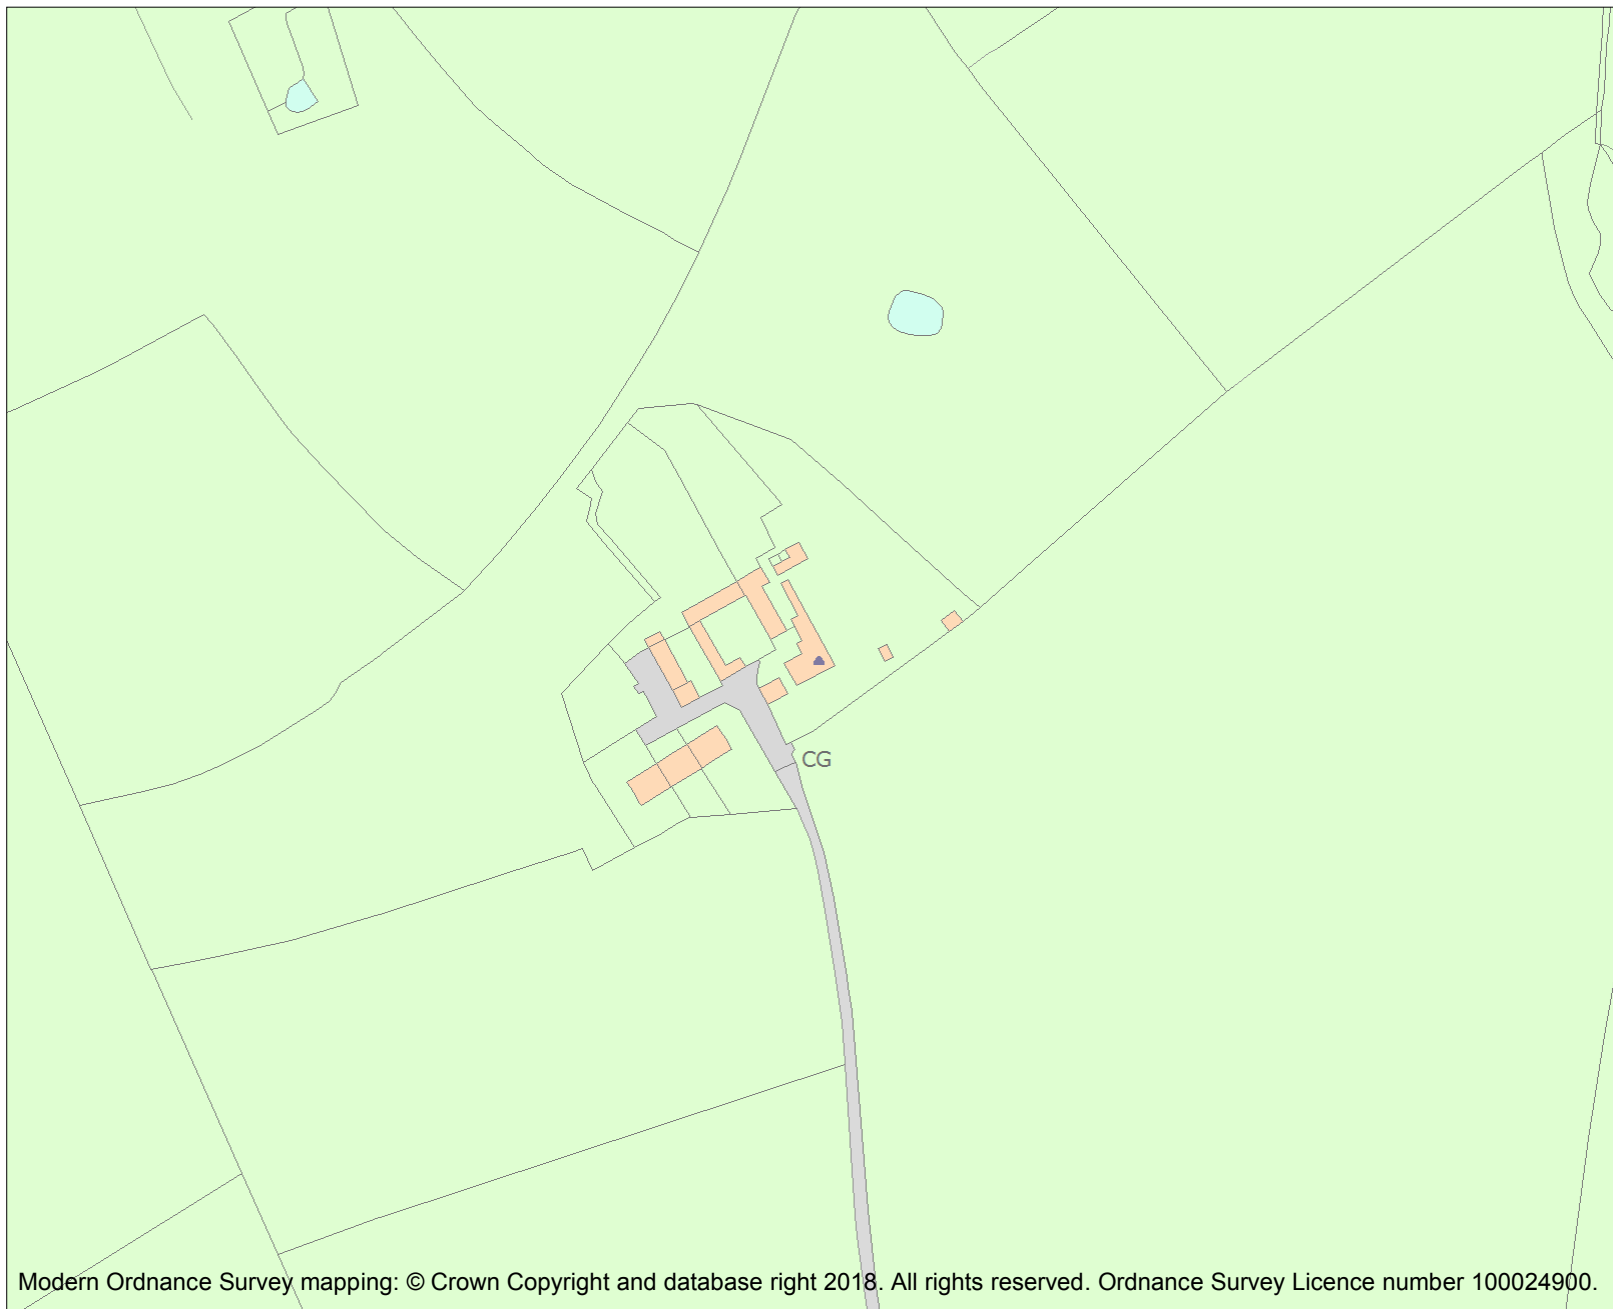 CG
Modern Ordnance Survey mapping: © Crown Copyright and database right 2018. All rights reserved. Ordnance Survey Licence number 100024900.